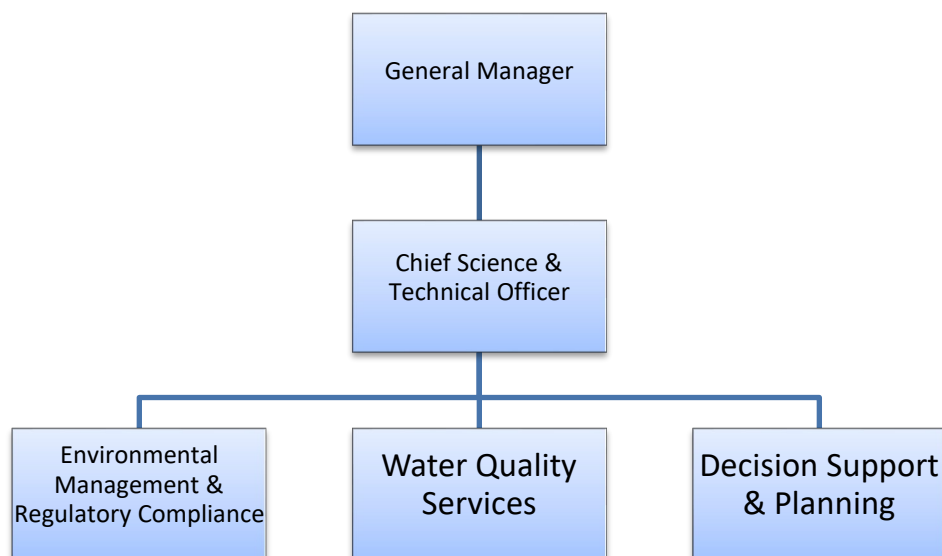 General Manager
Chief Science &
Technical Officer
Environmental
Management &
Regulatory Compliance
Water Quality
Services
Decision Support
& Planning